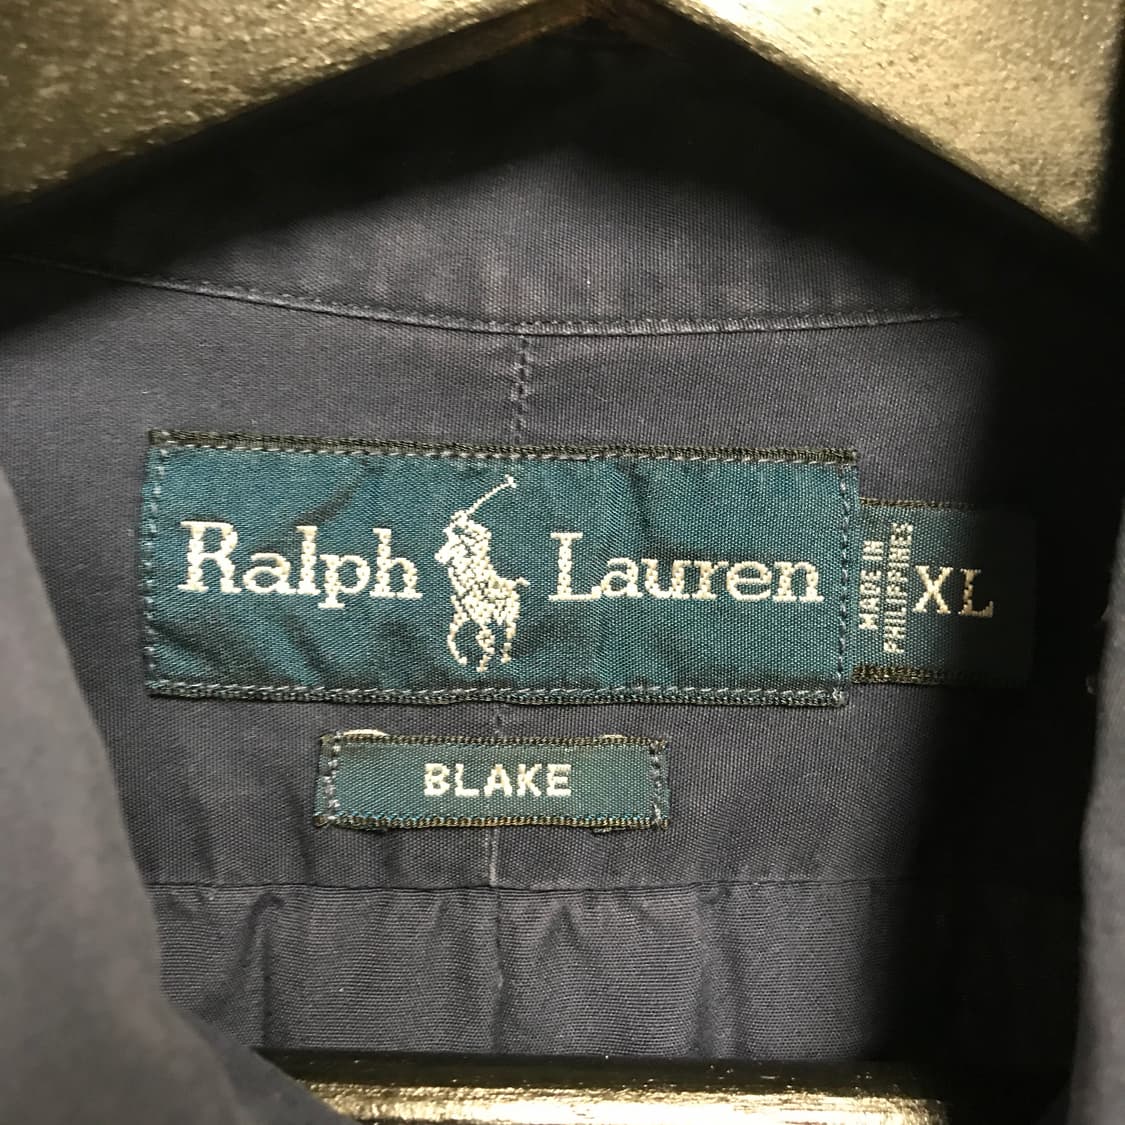 Ralph Lauren
MADE IN
PHILIPPINES
XL
BLAKE